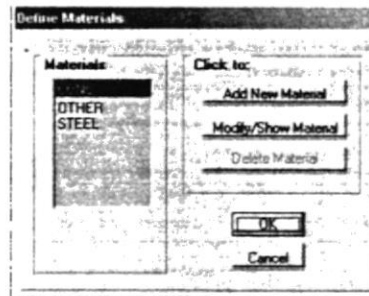 Define Materials
Materials
OTHER
STEEL
Click to:
Add New Material
Modify/Show Material
Delete Material
OK
Cancel